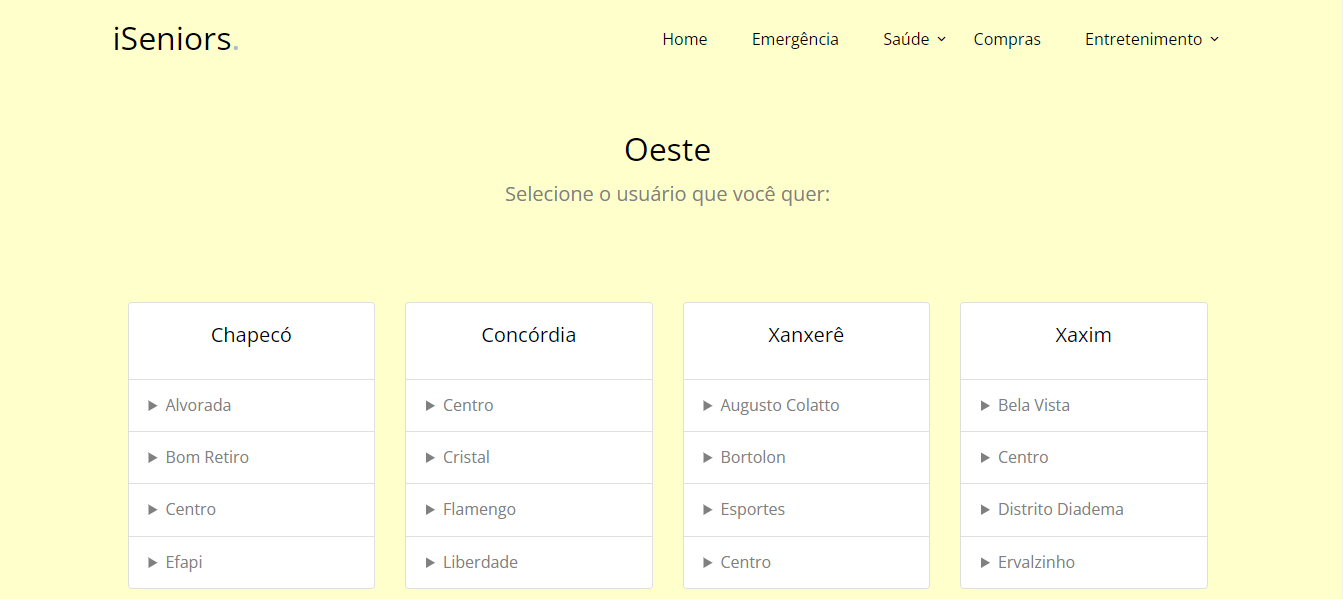 iSeniors.
Home Emergência Saúde Compras Entretenimento
Oeste
Selecione o usuário que você quer:
Chapecó
Alvorada
Bom Retiro
Centro
Efapi
Concórdia
Centro
Cristal
Flamengo
Liberdade
Xanxerê
Augusto Colatto
Bortolon
Esportes
Centro
Xaxim
Bela Vista
Centro
Distrito Diadema
Ervalzinho